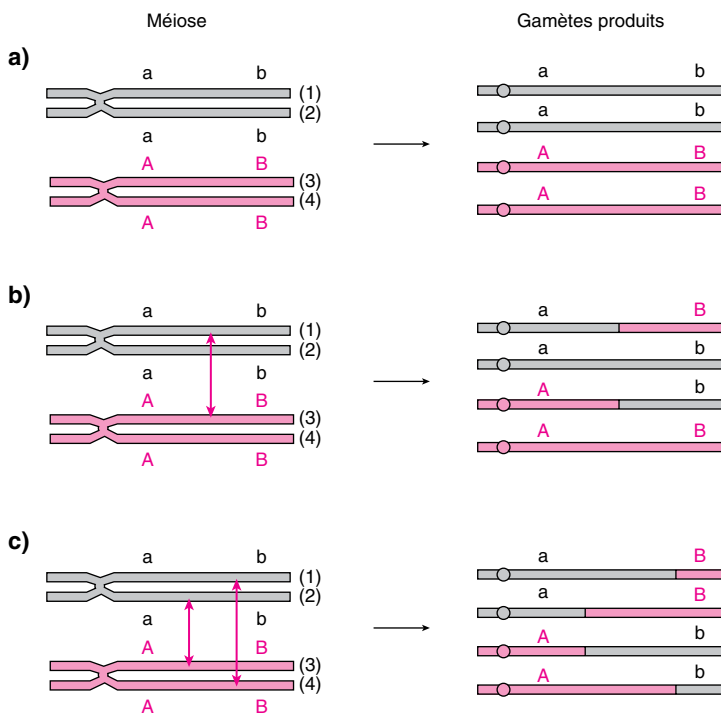 Méiose Gamètes produits
a)
a b a b
(1)
(2) a b
a b
A B A B
(3)
(4) A B
A B
b)
a b a B
(1)
(2) a b
a b
A B A b
(3)
(4) A B
A B
c)
a b a B
(1)
(2) a B
a b
A B A b
(3)
(4) A b
A B